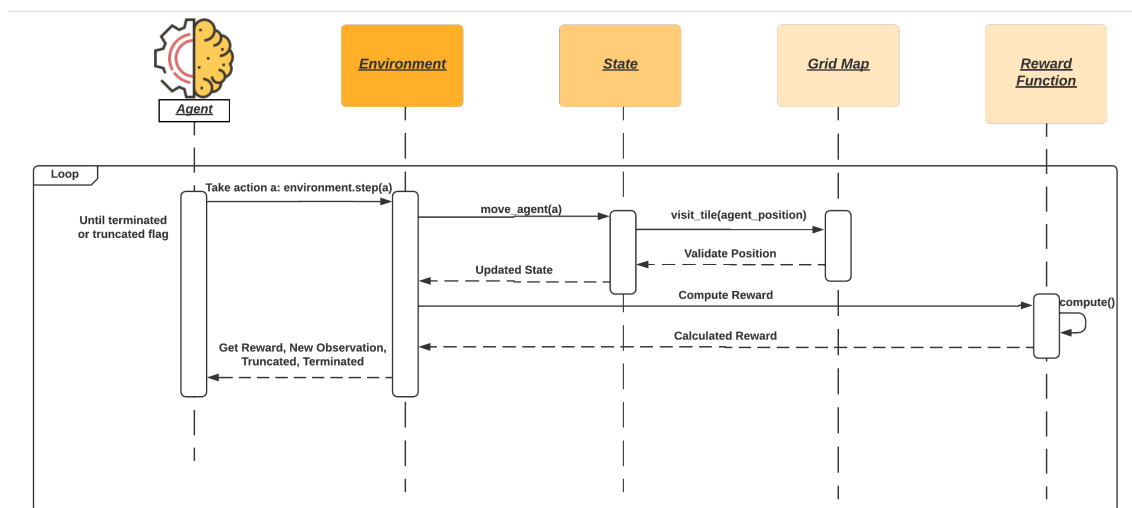 Agent
Environment
State
Grid Map
Reward
Function
Loop
Take action a: environment.step(a)
Until terminated
or truncated flag
move_agent(a)
visit_tile(agent_position)
Validate Position
Updated State
Compute Reward
compute()
Calculated Reward
Get Reward, New Observation,
Truncated, Terminated